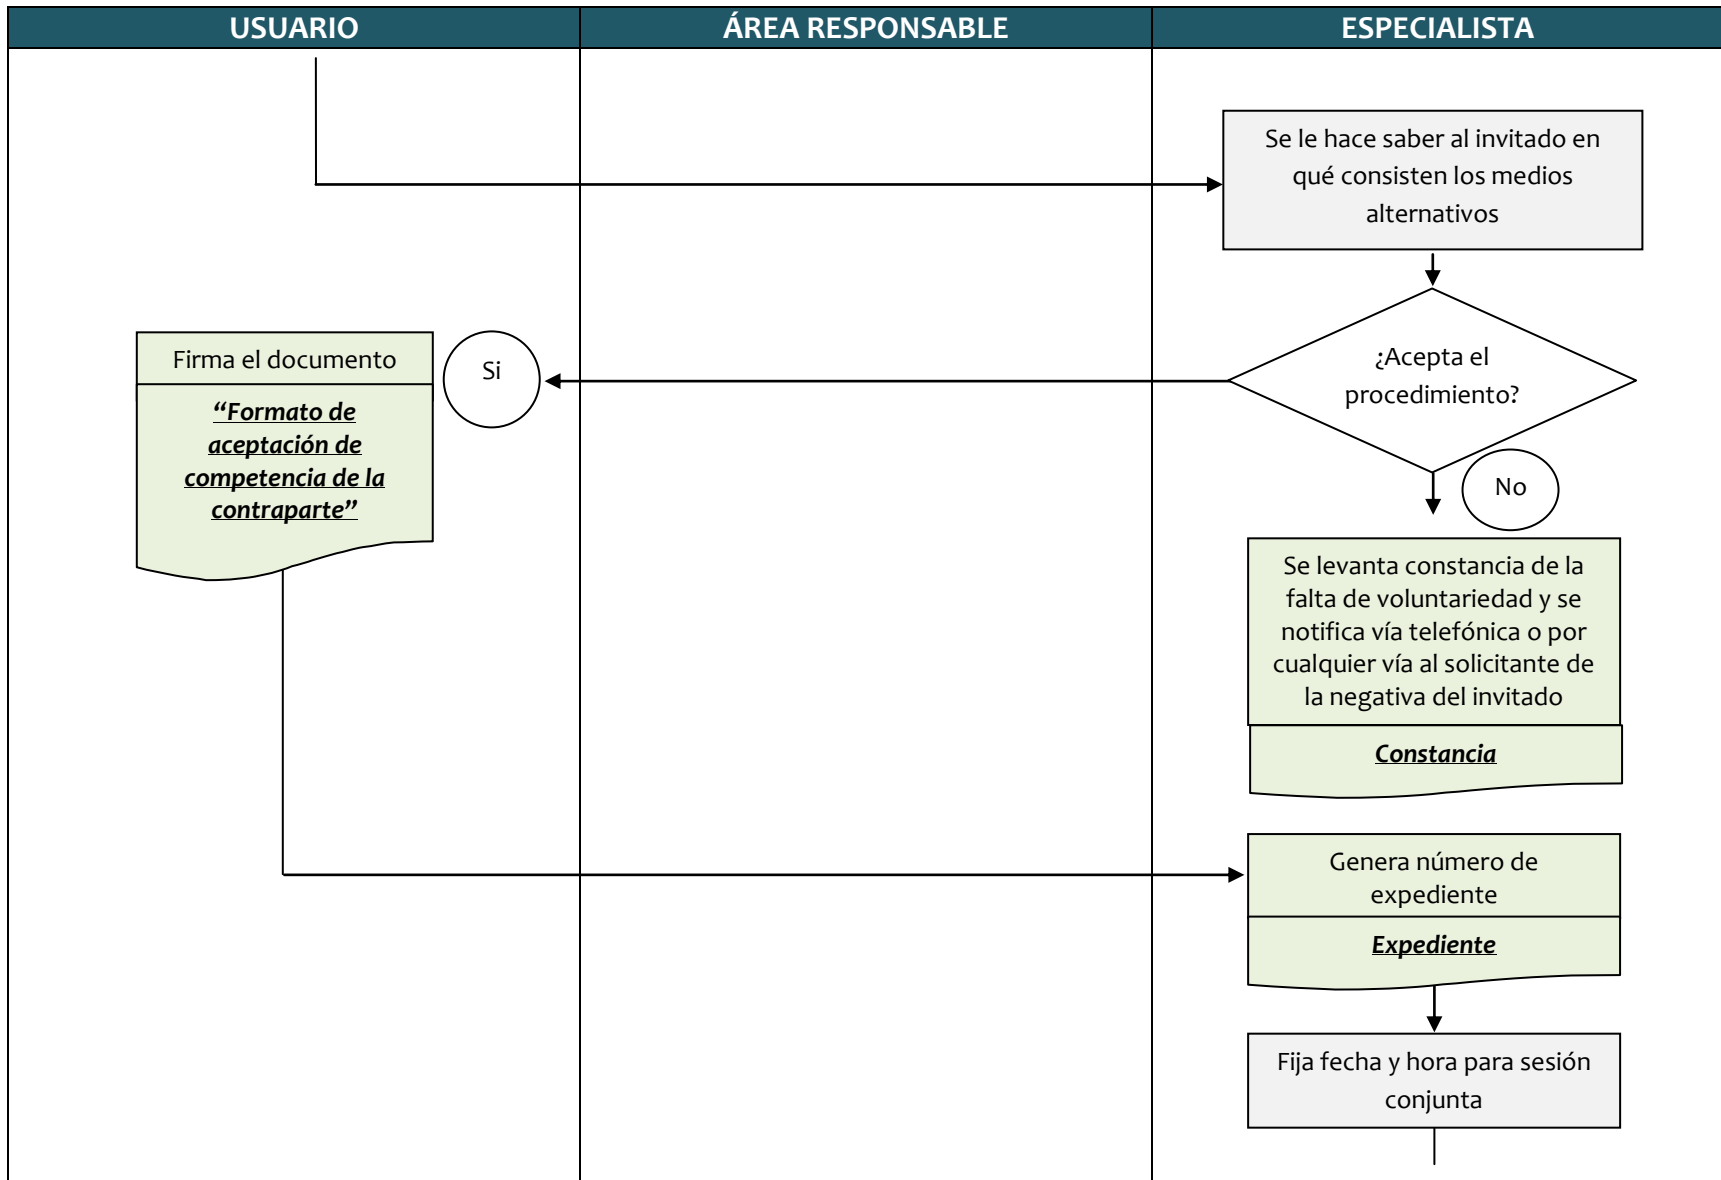 USUARIO
ÁREA RESPONSABLE
ESPECIALISTA
Se le hace saber al invitado en
qué consisten los medios
alternativos
¿Acepta el
procedimiento?
Si
Firma el documento
“Formato de
aceptación de
competencia de la
contraparte”
No
Se levanta constancia de la
falta de voluntariedad y se
notifica vía telefónica o por
cualquier vía al solicitante de
la negativa del invitado
Constancia
Genera número de
expediente
Expediente
Fija fecha y hora para sesión
conjunta